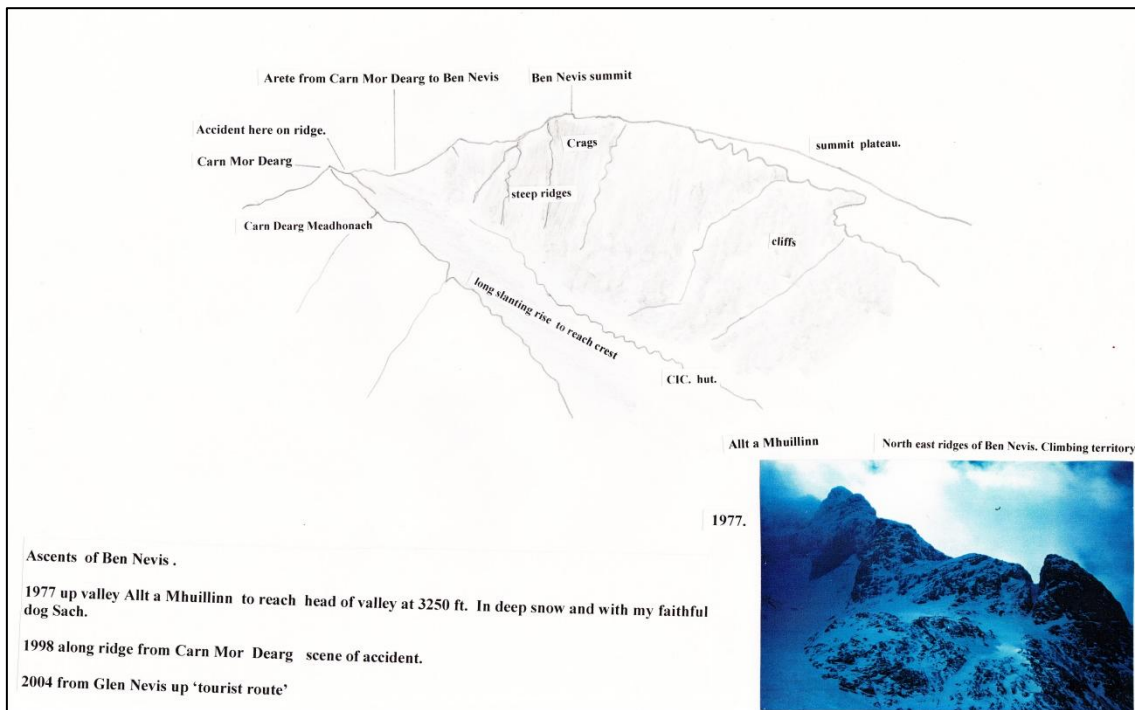 Arete from Carn Mor Dearg to Ben Nevis
Ben Nevis summit
Accident here on ridge.
Carn Mor Dearg
Crags
summit plateau.
steep ridges
Carn Dearg Meadhonach
cliffs
long slanting rise to reach crest
CIC. hut.
Allt a Mhuillinn
North east ridges of Ben Nevis. Climbing territory
1977.
Ascents of Ben Nevis .
1977 up valley Allt a Mhuillinn to reach head of valley at 3250 ft. In deep snow and with my faithful
dog Sach.
1998 along ridge from Carn Mor Dearg scene of accident.
2004 from Glen Nevis up ‘tourist route’